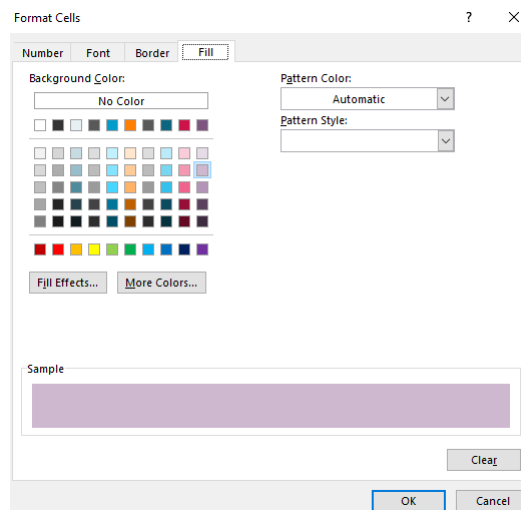 Format Cells ? ×
Number Font Border Fill
Background Color:
No Color
Fill Effects... More Colors...
Pattern Color:
Automatic
Pattern Style:
Sample
Clear
OK Cancel